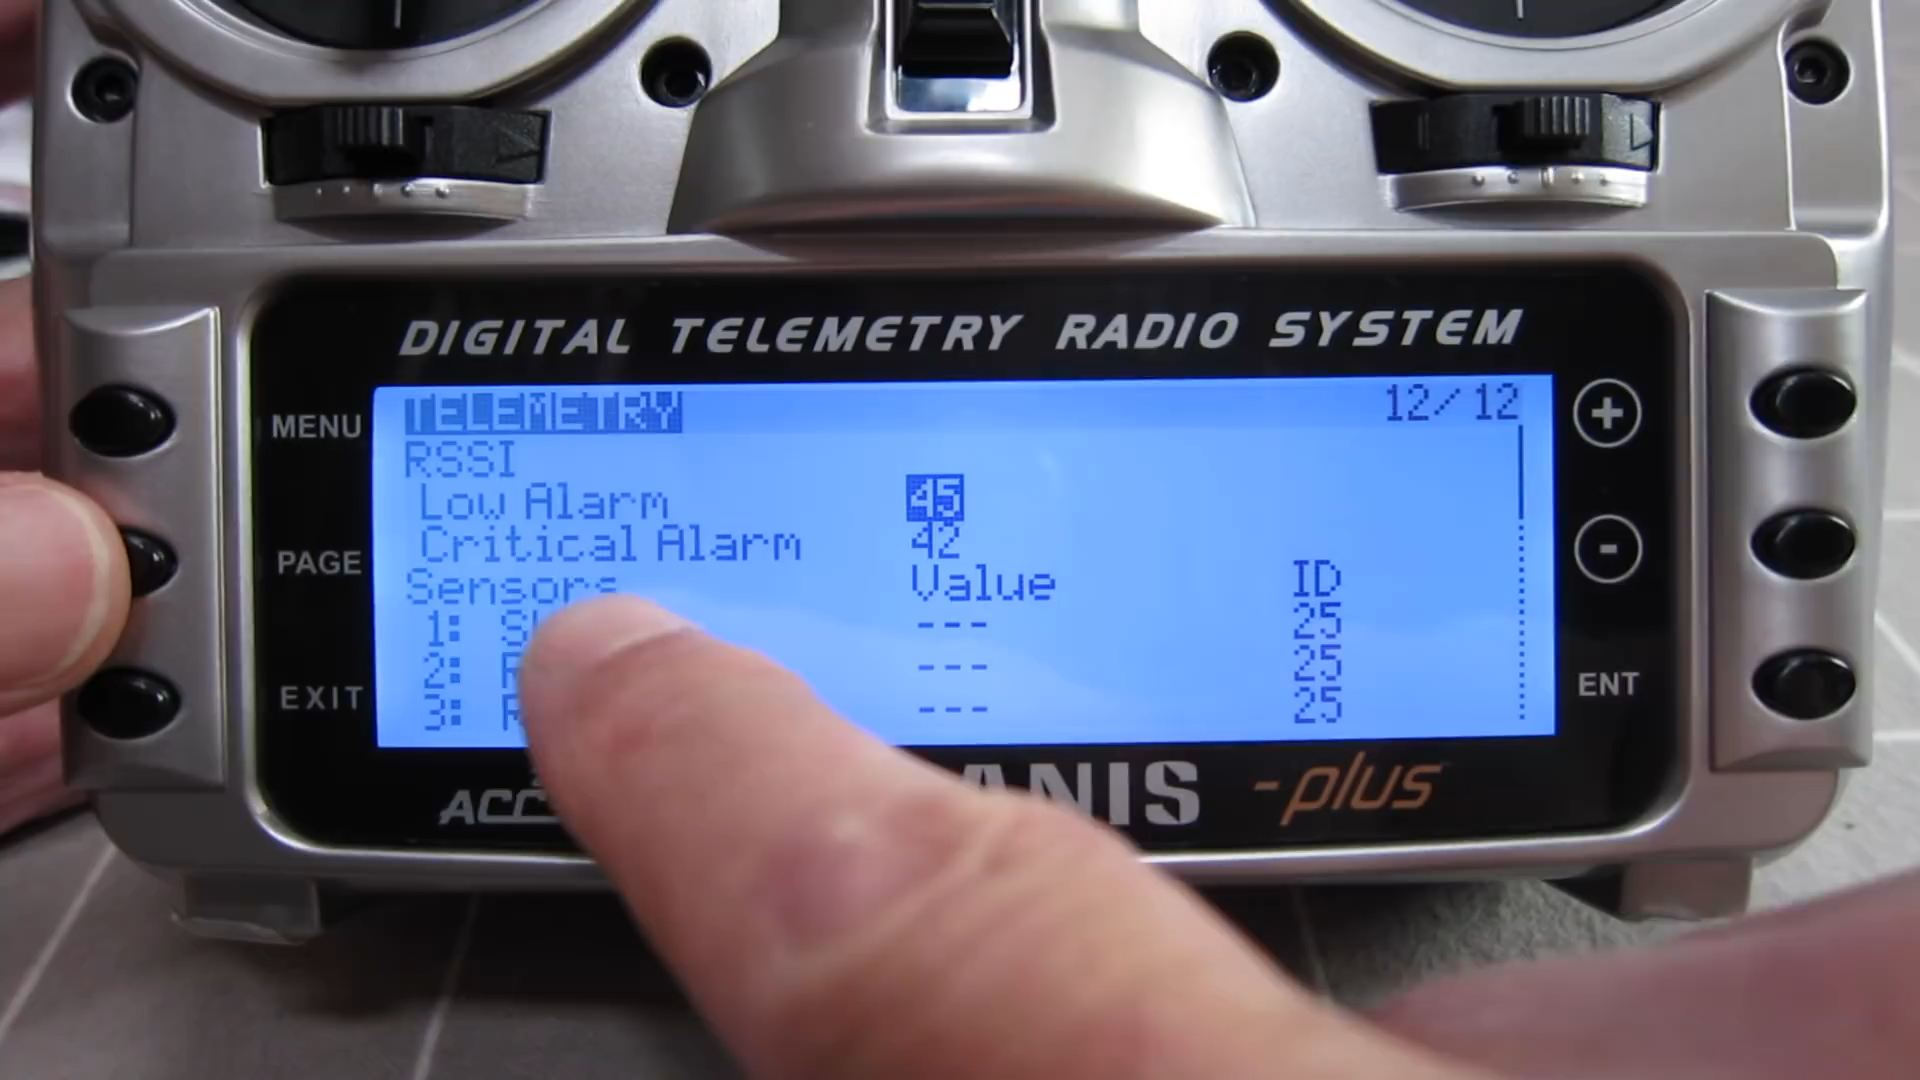 DIGITAL TELEMETRY RADIO SYSTEM
TELEMETRY 12/12
RSSI
Low Alarm 45
Critical Alarm 42
Sensors Value ID
1: --- 25
2: --- 25
3: --- 25
MENU
PAGE
EXIT
+
-
ENT
-plus